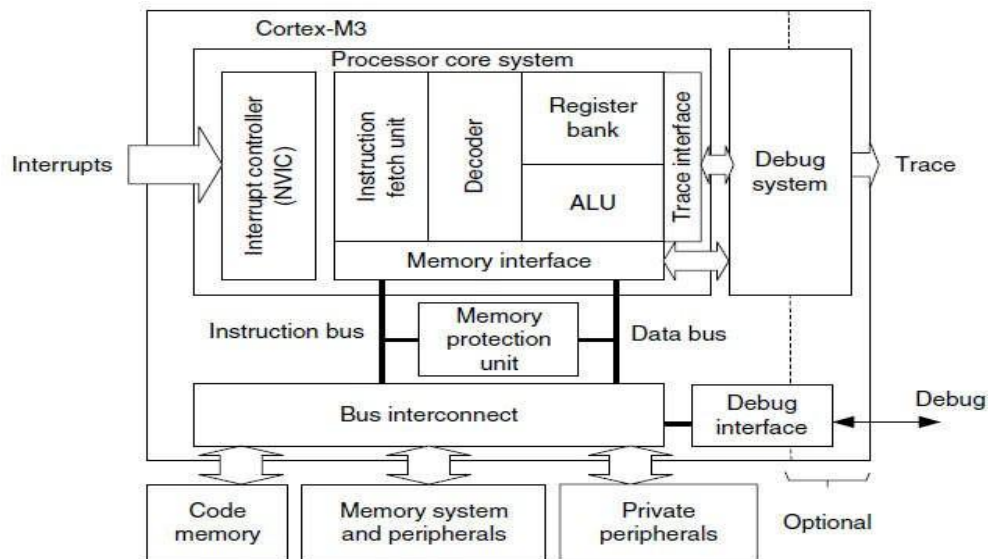 Cortex-M3
Processor core system
Interrupts
Interrupt controller
(NVIC)
Instruction
fetch unit
Decoder
Register
bank
ALU
Trace interface
Debug
system
Trace
Memory interface
Instruction bus
Memory
protection
unit
Data bus
Bus interconnect
Debug
interface
Debug
Code
memory
Memory system
and peripherals
Private
peripherals
Optional